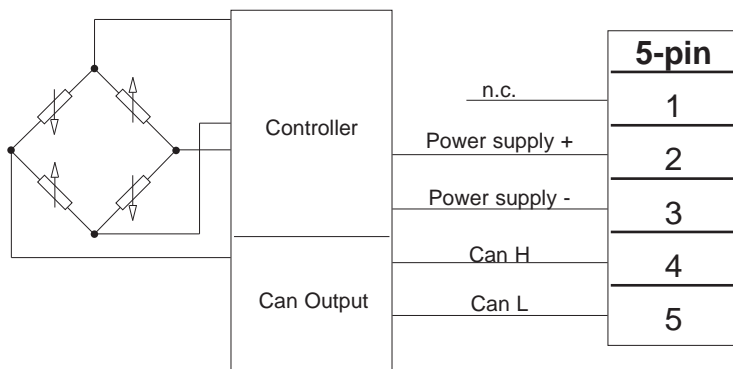 5-pin
n.c.
1
Controller
Power supply +
2
Power supply -
3
Can H
4
Can Output
Can L
5